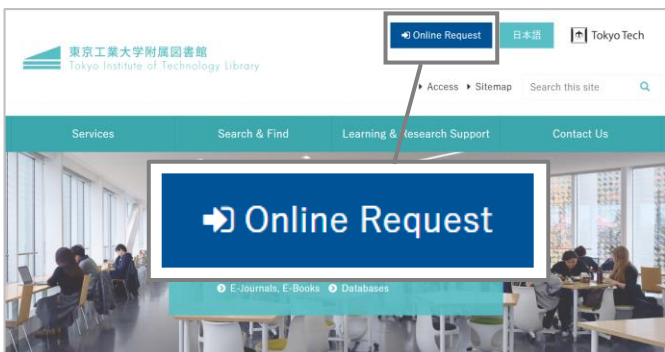 Online Request
日本語
Tokyo Tech
東京工業大学附属図書館
Tokyo Institute of Technology Library
Access
Sitemap
Search this site
Services
Search & Find
Learning & Research Support
Contact Us
Online Request
E-Journals, E-Books
Databases